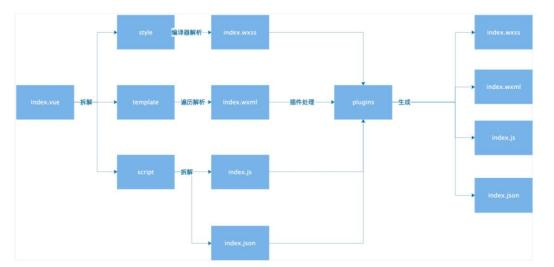 style
编译器解析
index.wxss
index.wxss
index.vue
拆解
template
遍历解析
index.wxml
插件处理
plugins
生成
index.wxml
index.js
script
拆解
index.js
index.json
index.json